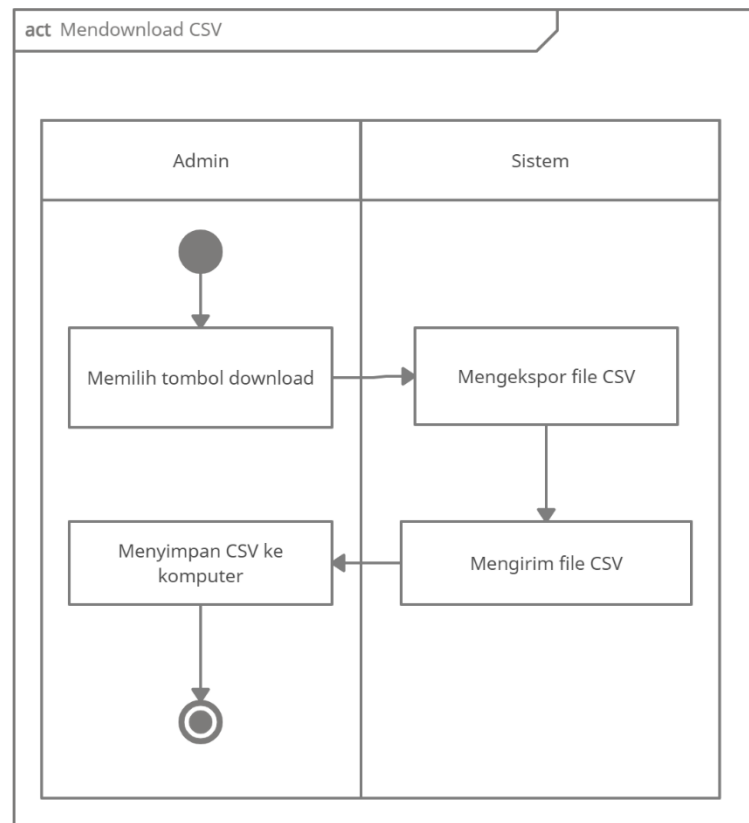 act Mendownload CSV
Admin
Sistem
Memilih tombol download
Mengekspor file CSV
Menyimpan CSV ke
komputer
Mengirim file CSV